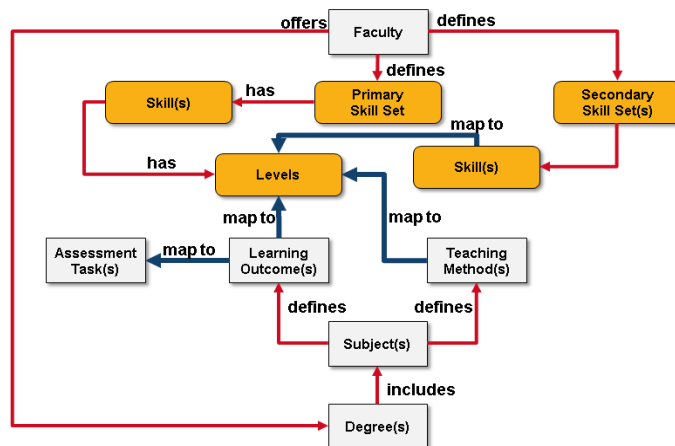 offers
Faculty
defines
defines
Skill(s)
has
Primary
Skill Set
Secondary
Skill Set(s)
map to
has
Levels
Skill(s)
map to
map to
Assessment
Task(s)
map to
Learning
Outcome(s)
Teaching
Method(s)
defines
defines
Subject(s)
includes
Degree(s)